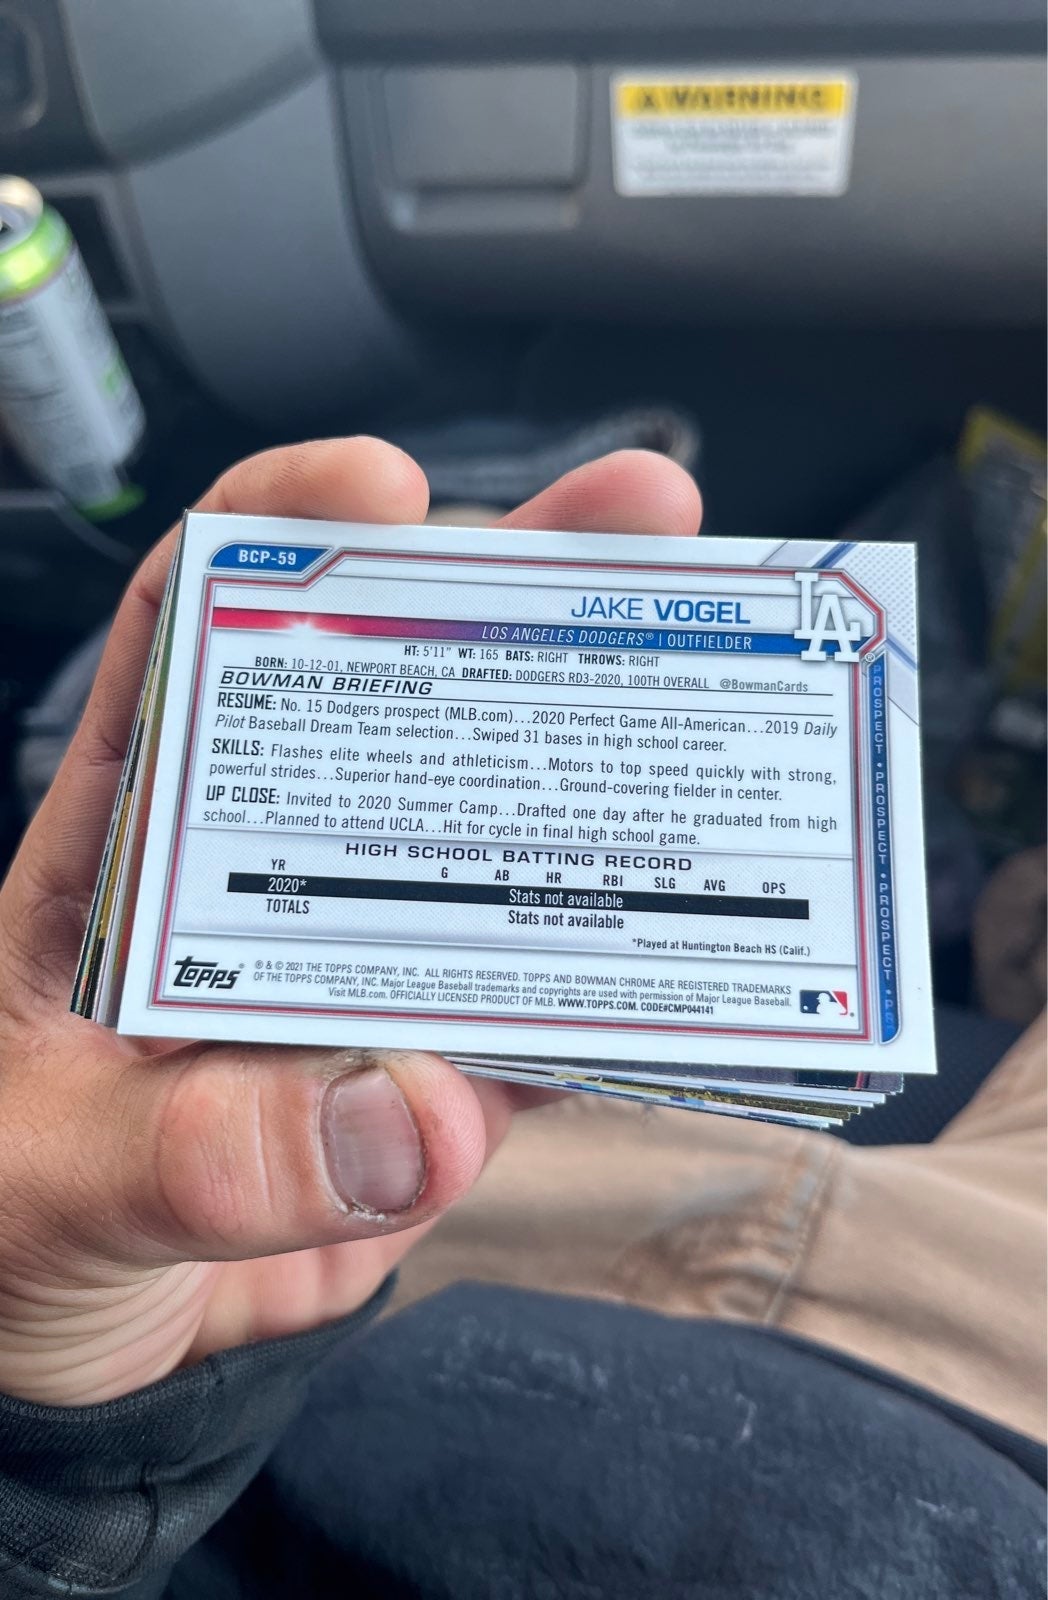 WARNING
BCP-59
JAKE VOGEL
LA
LOS ANGELES DODGERS® | OUTFIELDER
HT: 5'11" WT: 165 BATS: RIGHT THROWS: RIGHT
BORN: 10-12-01, NEWPORT BEACH, CA DRAFTED: DODGERS RD3-2020, 100TH OVERALL @BowmanCards
BOWMAN BRIEFING
RESUME: No. 15 Dodgers prospect (MLB.com)...2020 Perfect Game All-American...2019 Daily
Pilot Baseball Dream Team selection...Swiped 31 bases in high school career.
SKILLS: Flashes elite wheels and athleticism...Motors to top speed quickly with strong,
powerful strides...Superior hand-eye coordination...Ground-covering fielder in center.
UP CLOSE: Invited to 2020 Summer Camp...Drafted one day after he graduated from high
school...Planned to attend UCLA...Hit for cycle in final high school game.
HIGH SCHOOL BATTING RECORD
YR G AB HR RBI SLG AVG OPS
2020* Stats not available
TOTALS Stats not available
*Played at Huntington Beach HS (Calif.)
topps®
® & © 2021 THE TOPPS COMPANY, INC. ALL RIGHTS RESERVED. TOPPS AND BOWMAN CHROME ARE REGISTERED TRADEMARKS
OF THE TOPPS COMPANY, INC. Major League Baseball trademarks and copyrights are used with permission of Major League Baseball.
Visit MLB.com. OFFICIALLY LICENSED PRODUCT OF MLB. WWW.TOPPS.COM. CODE#CMP044141
PROSPECT • PROSPECT • PROSPECT • PR